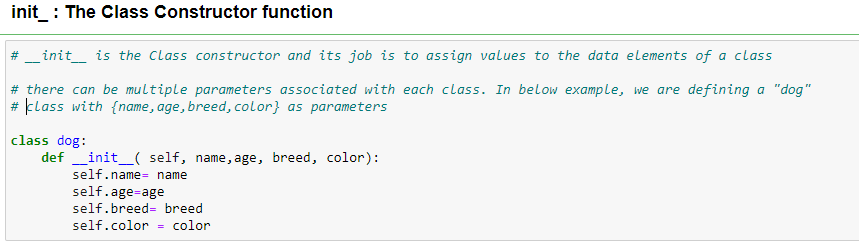 init_ : The Class Constructor function
# __init__ is the Class constructor and its job is to assign values to the data elements of a class
# there can be multiple parameters associated with each class. In below example, we are defining a "dog"
# class with {name,age,breed,color} as parameters
class dog:
    def __init__( self, name,age, breed, color):
        self.name= name
        self.age=age
        self.breed= breed
        self.color = color